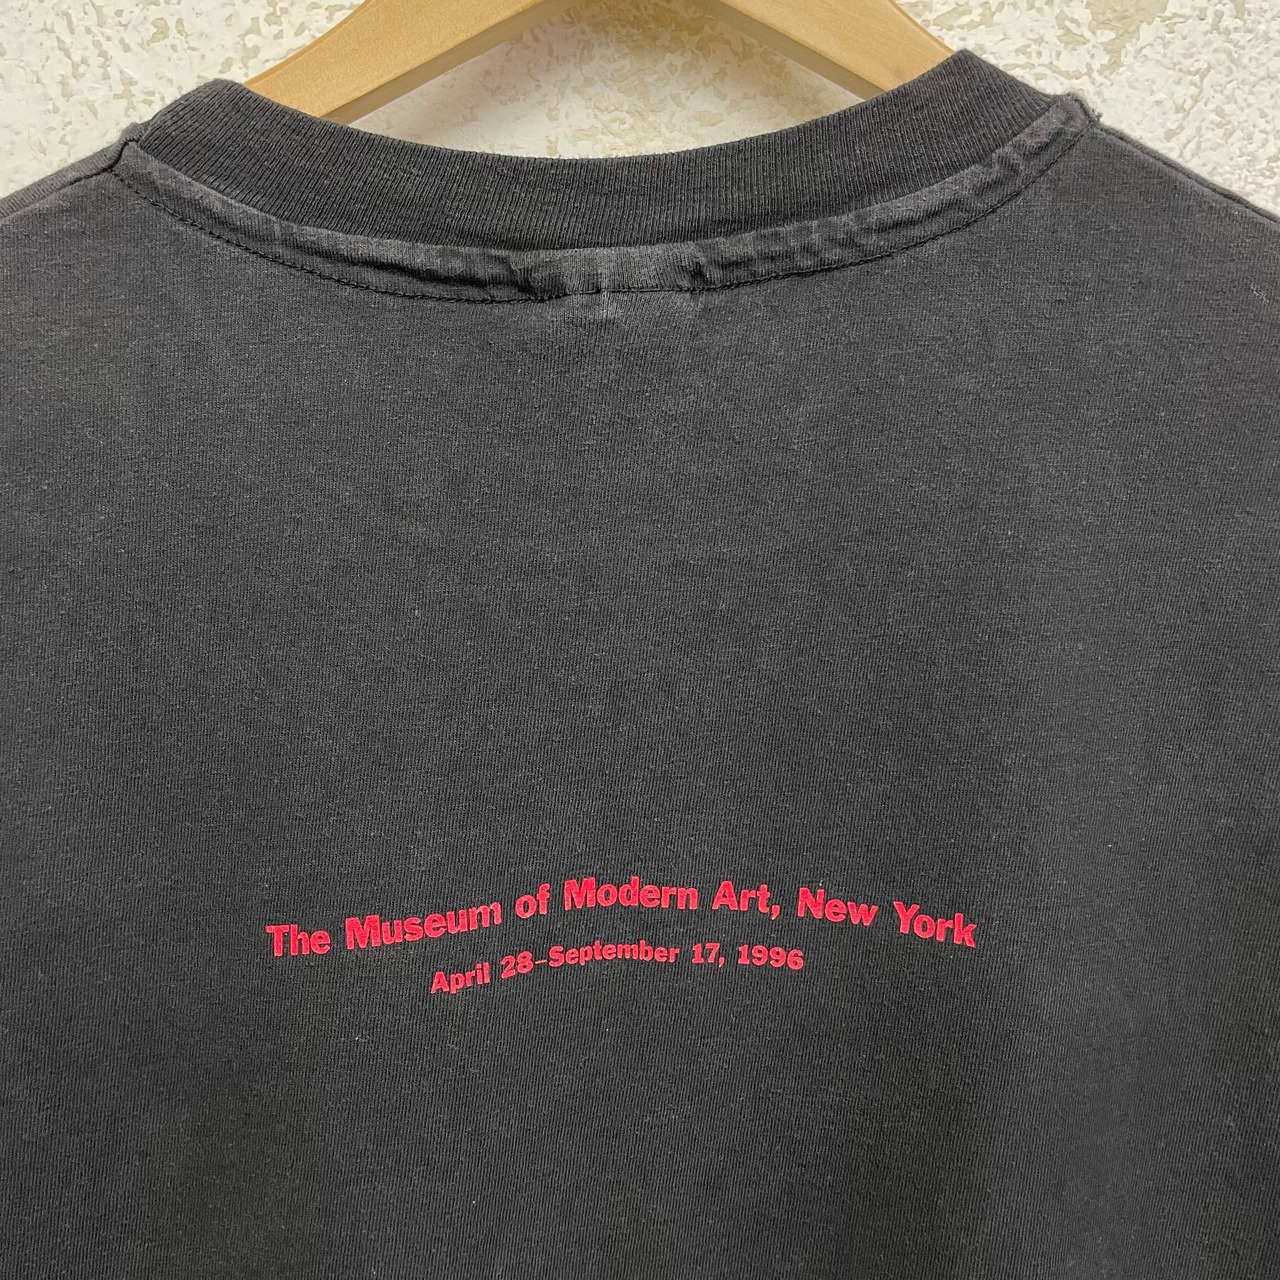 The Museum of Modern Art, New York
April 28–September 17, 1996